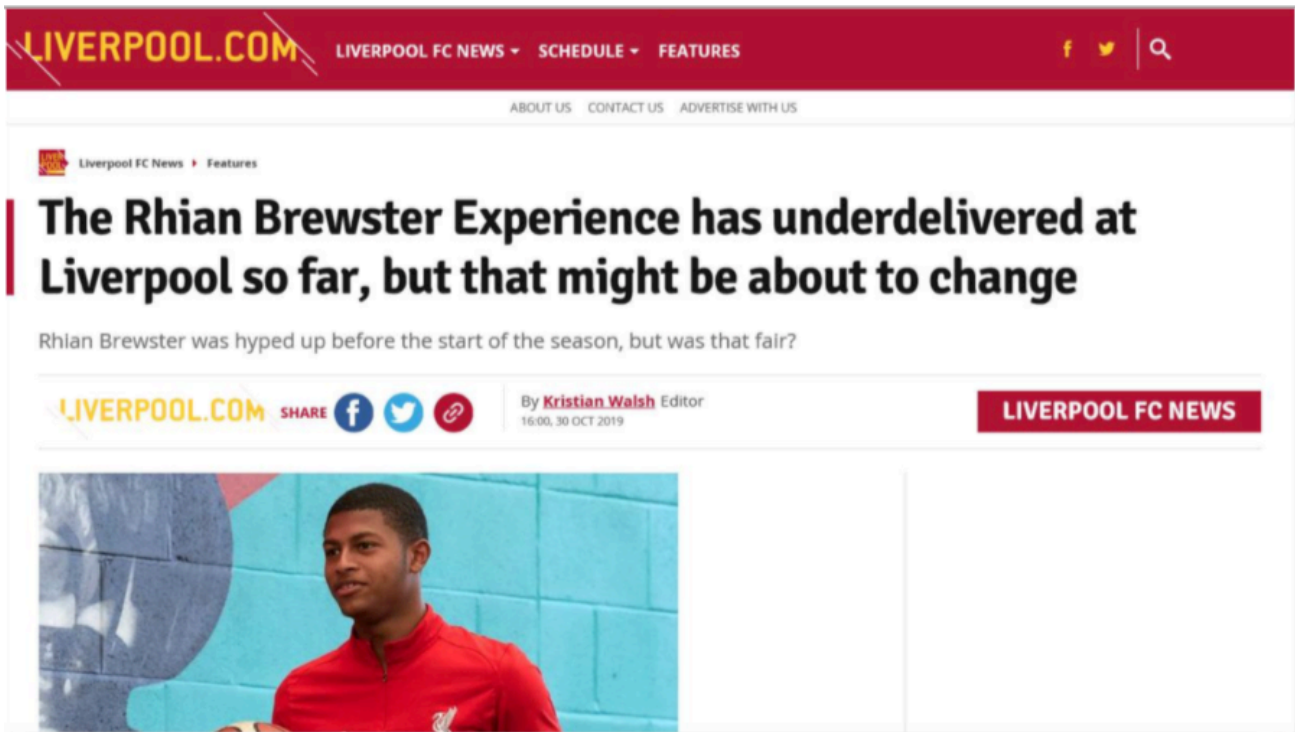 LIVERPOOL.COM LIVERPOOL FC NEWS SCHEDULE FEATURES
ABOUT US CONTACT US ADVERTISE WITH US
Liverpool FC News Features
The Rhian Brewster Experience has underdelivered at
Liverpool so far, but that might be about to change
Rhian Brewster was hyped up before the start of the season, but was that fair?
LIVERPOOL.COM SHARE By Kristian Walsh Editor
16:00, 30 OCT 2019
LIVERPOOL FC NEWS